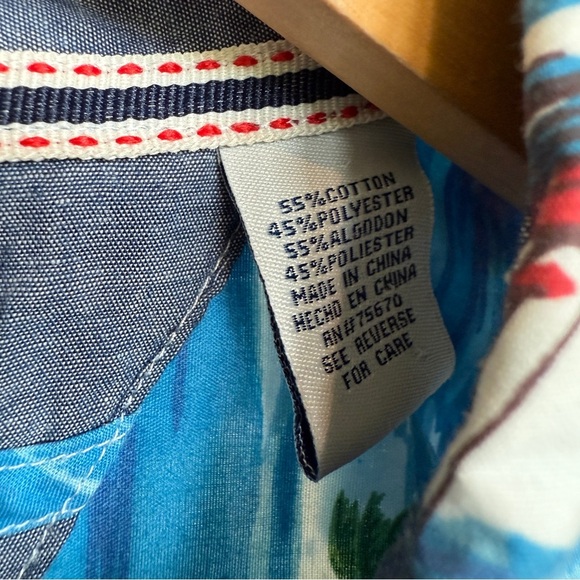 55%COTTON
45%POLYESTER
55%ALGODON
45%POLIESTER
MADE IN CHINA
HECHO EN CHINA
RN#75670
SEE REVERSE
FOR CARE